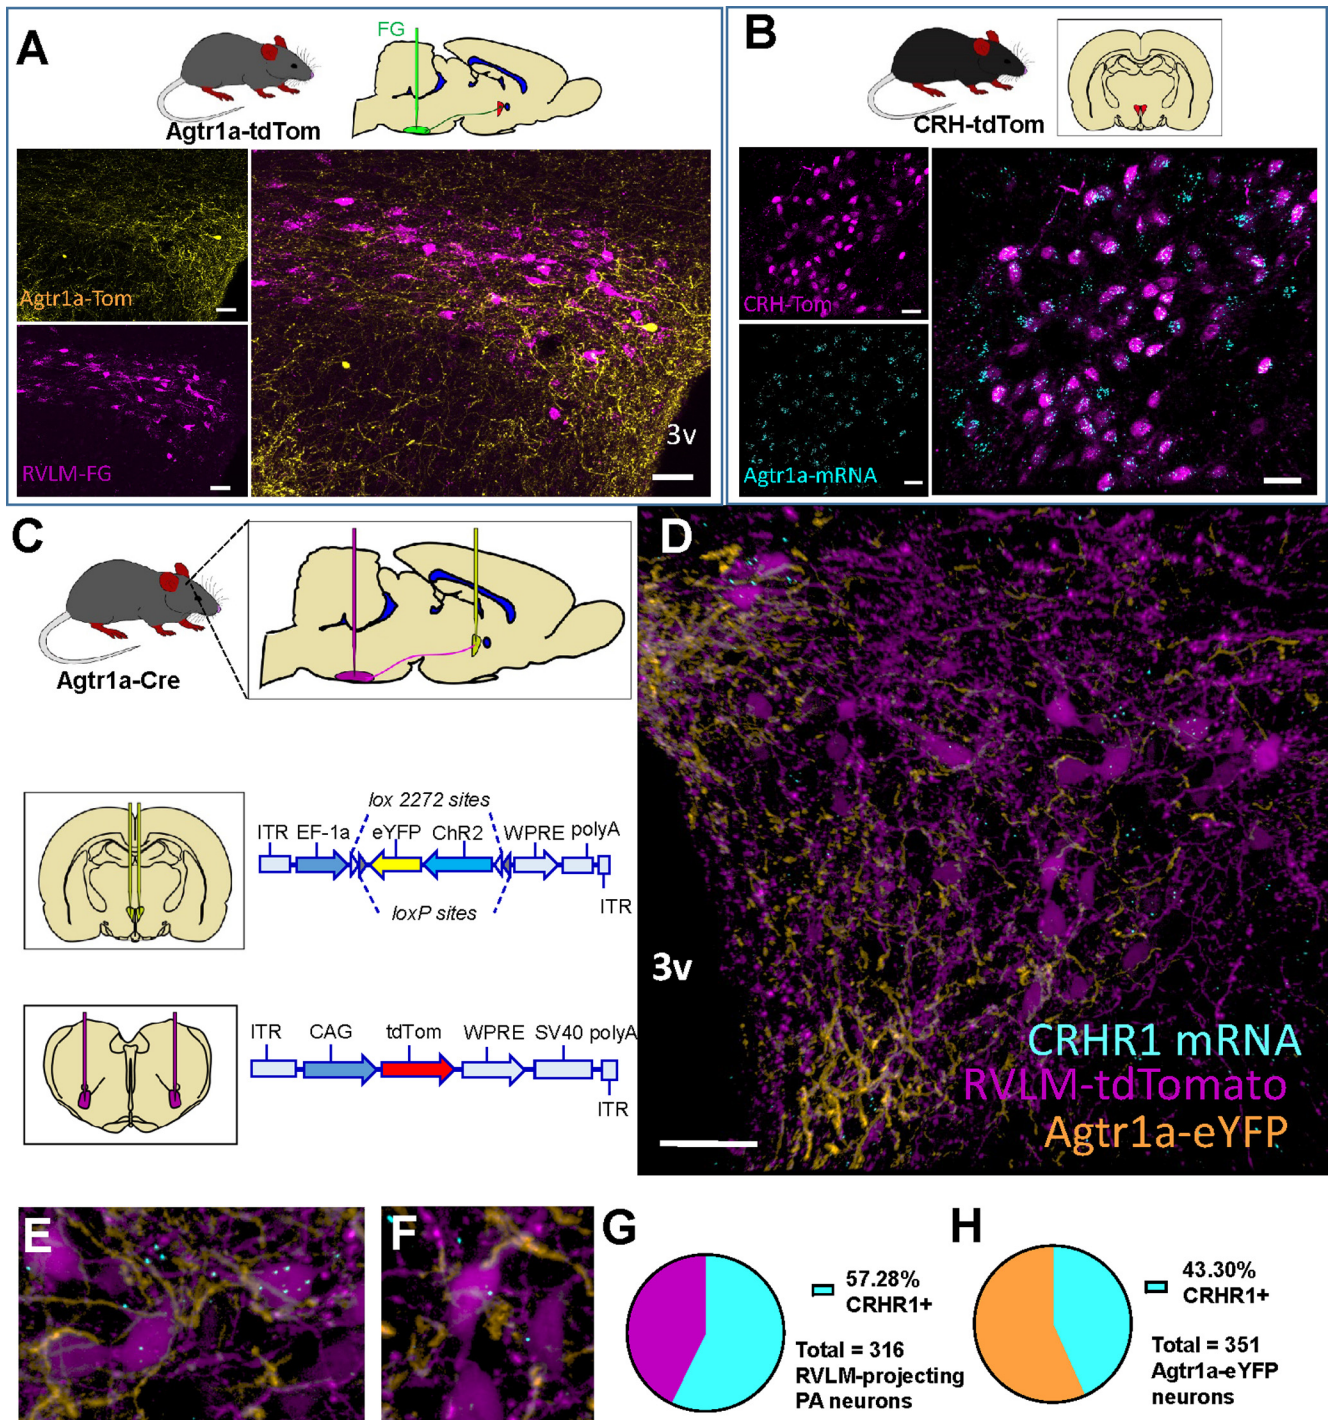 A
FG
Agtr1a-tdTom
Agtr1a-Tom
RVLM-FG
3v
B
CRH-tdTom
CRH-Tom
Agtr1a-mRNA
C
Agtr1a-Cre
lox 2272 sites
ITR EF-1a eYFP ChR2 WPRE polyA
loxP sites
ITR
ITR CAG tdTom WPRE SV40 polyA
ITR
D
3v
CRHR1 mRNA
RVLM-tdTomato
Agtr1a-eYFP
E
F
G
57.28%
CRHR1+
Total = 316
RVLM-projecting
PA neurons
H
43.30%
CRHR1+
Total = 351
Agtr1a-eYFP
neurons